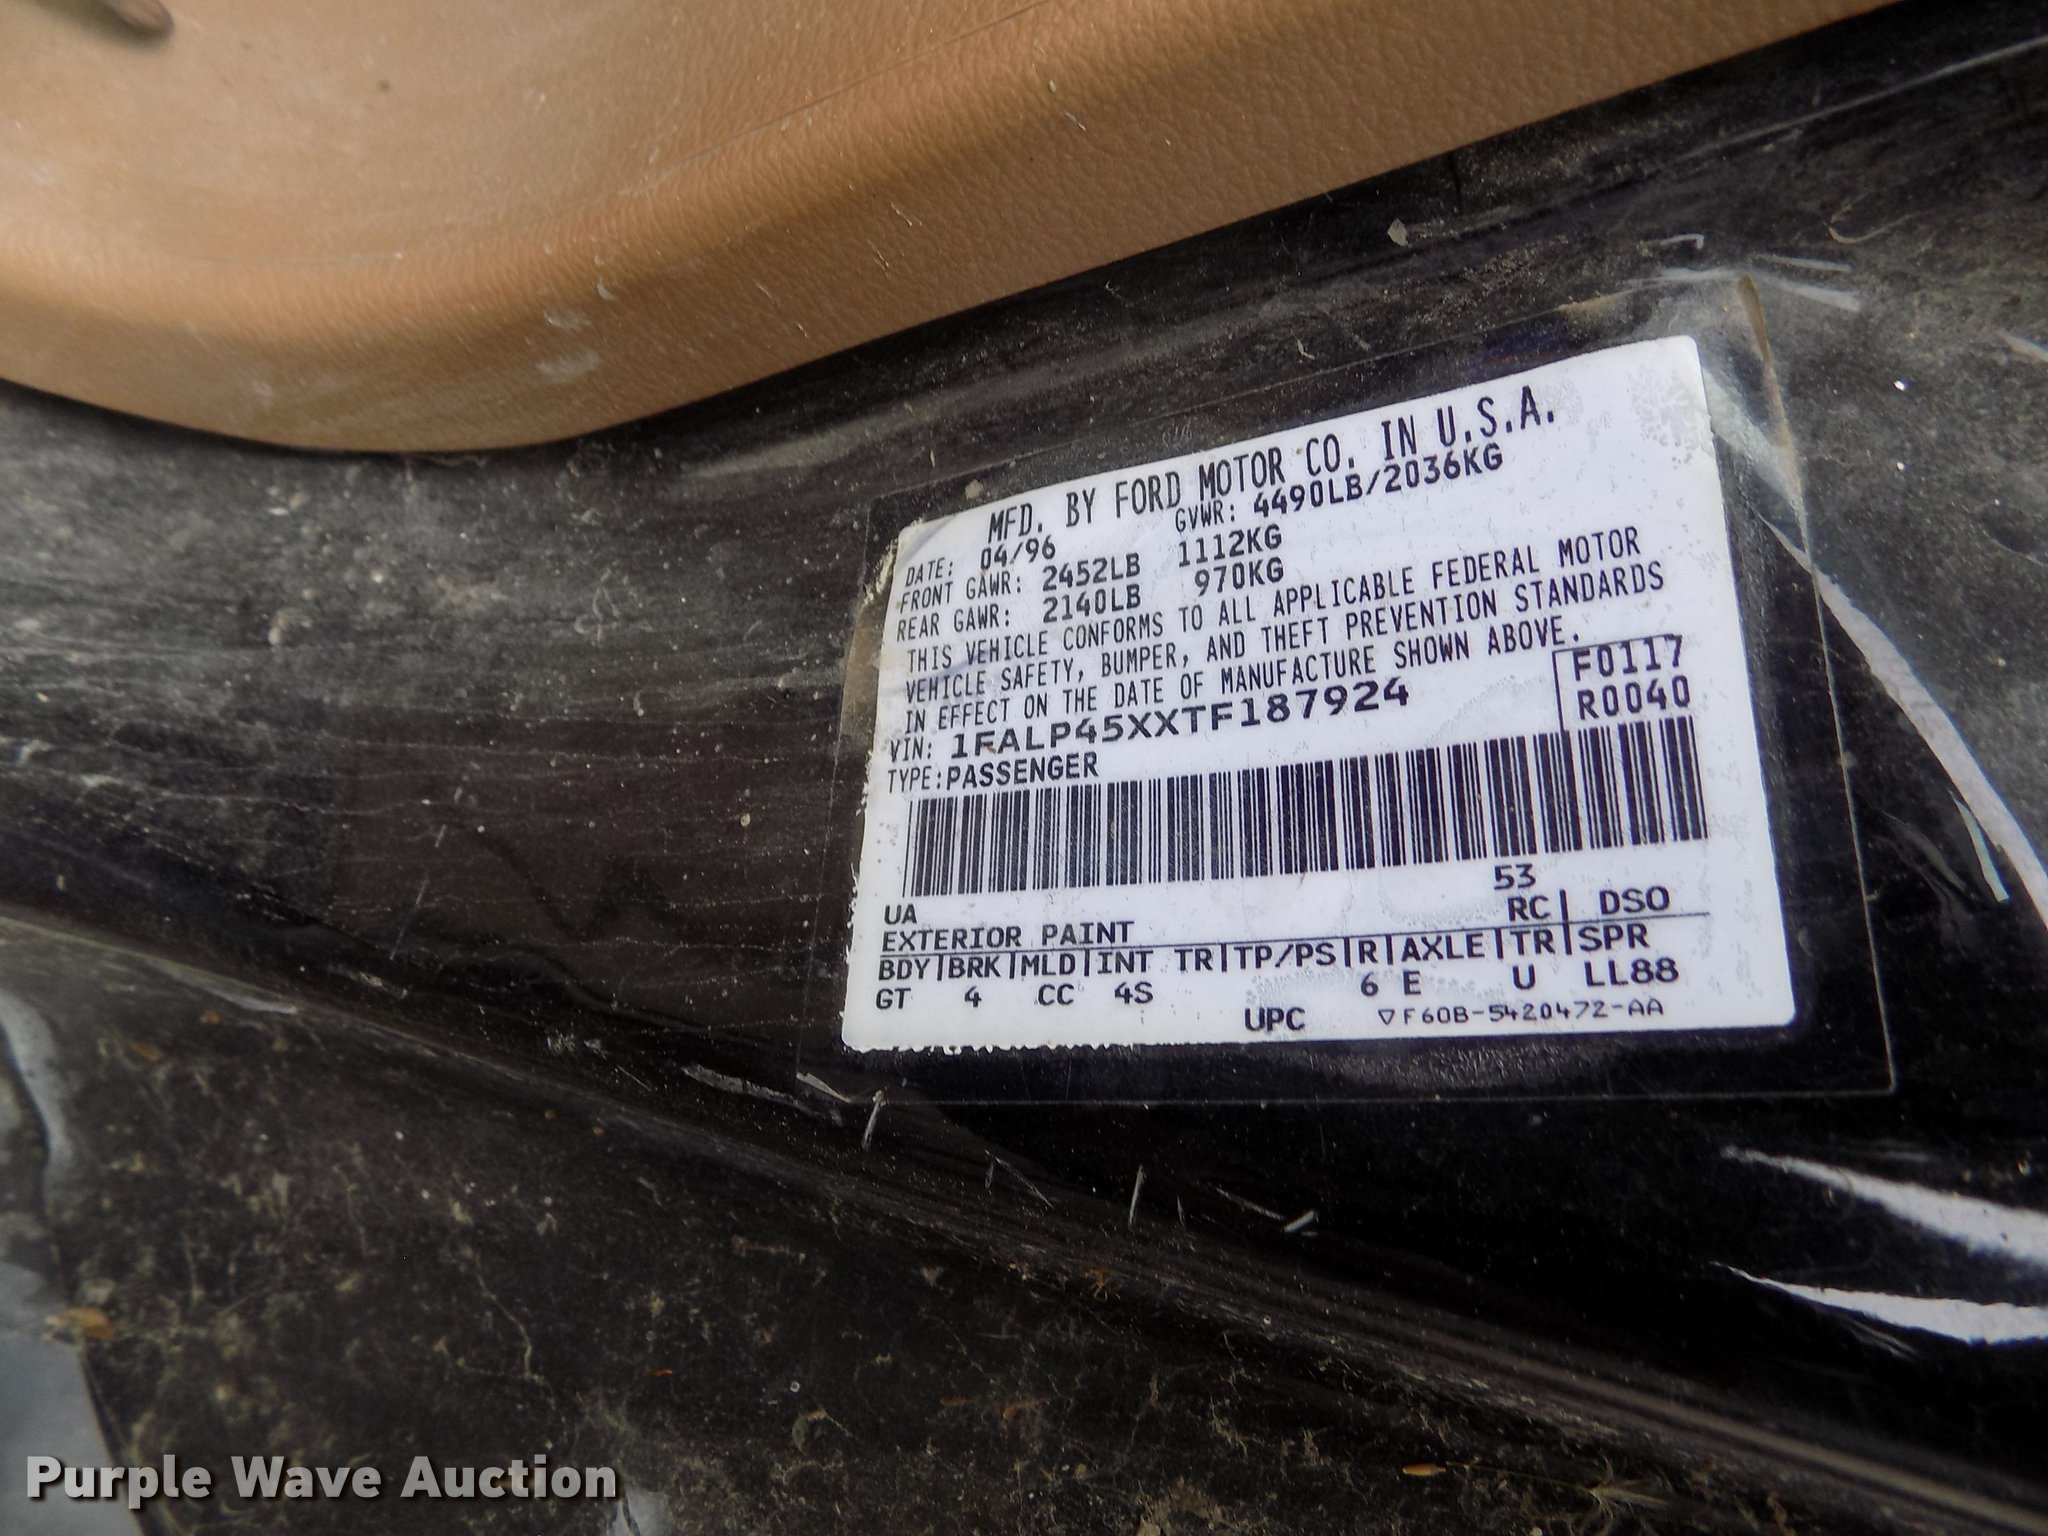 MFD. BY FORD MOTOR CO. IN U.S.A.
DATE: 04/96 GVWR: 4490LB/2036KG
FRONT GAWR: 2452LB 1112KG
REAR GAWR: 2140LB 970KG
THIS VEHICLE CONFORMS TO ALL APPLICABLE FEDERAL MOTOR
VEHICLE SAFETY, BUMPER, AND THEFT PREVENTION STANDARDS
IN EFFECT ON THE DATE OF MANUFACTURE SHOWN ABOVE.
VIN: 1FALP45XXTF187924 F0117
TYPE:PASSENGER R0040
UA 53
EXTERIOR PAINT RC| DSO
BDY|BRK|MLD|INT TR|TP/PS|R|AXLE|TR|SPR
GT 4 CC 4S 6 E U LL88
UPC ▽F60B-5420472-AA
Purple Wave Auction